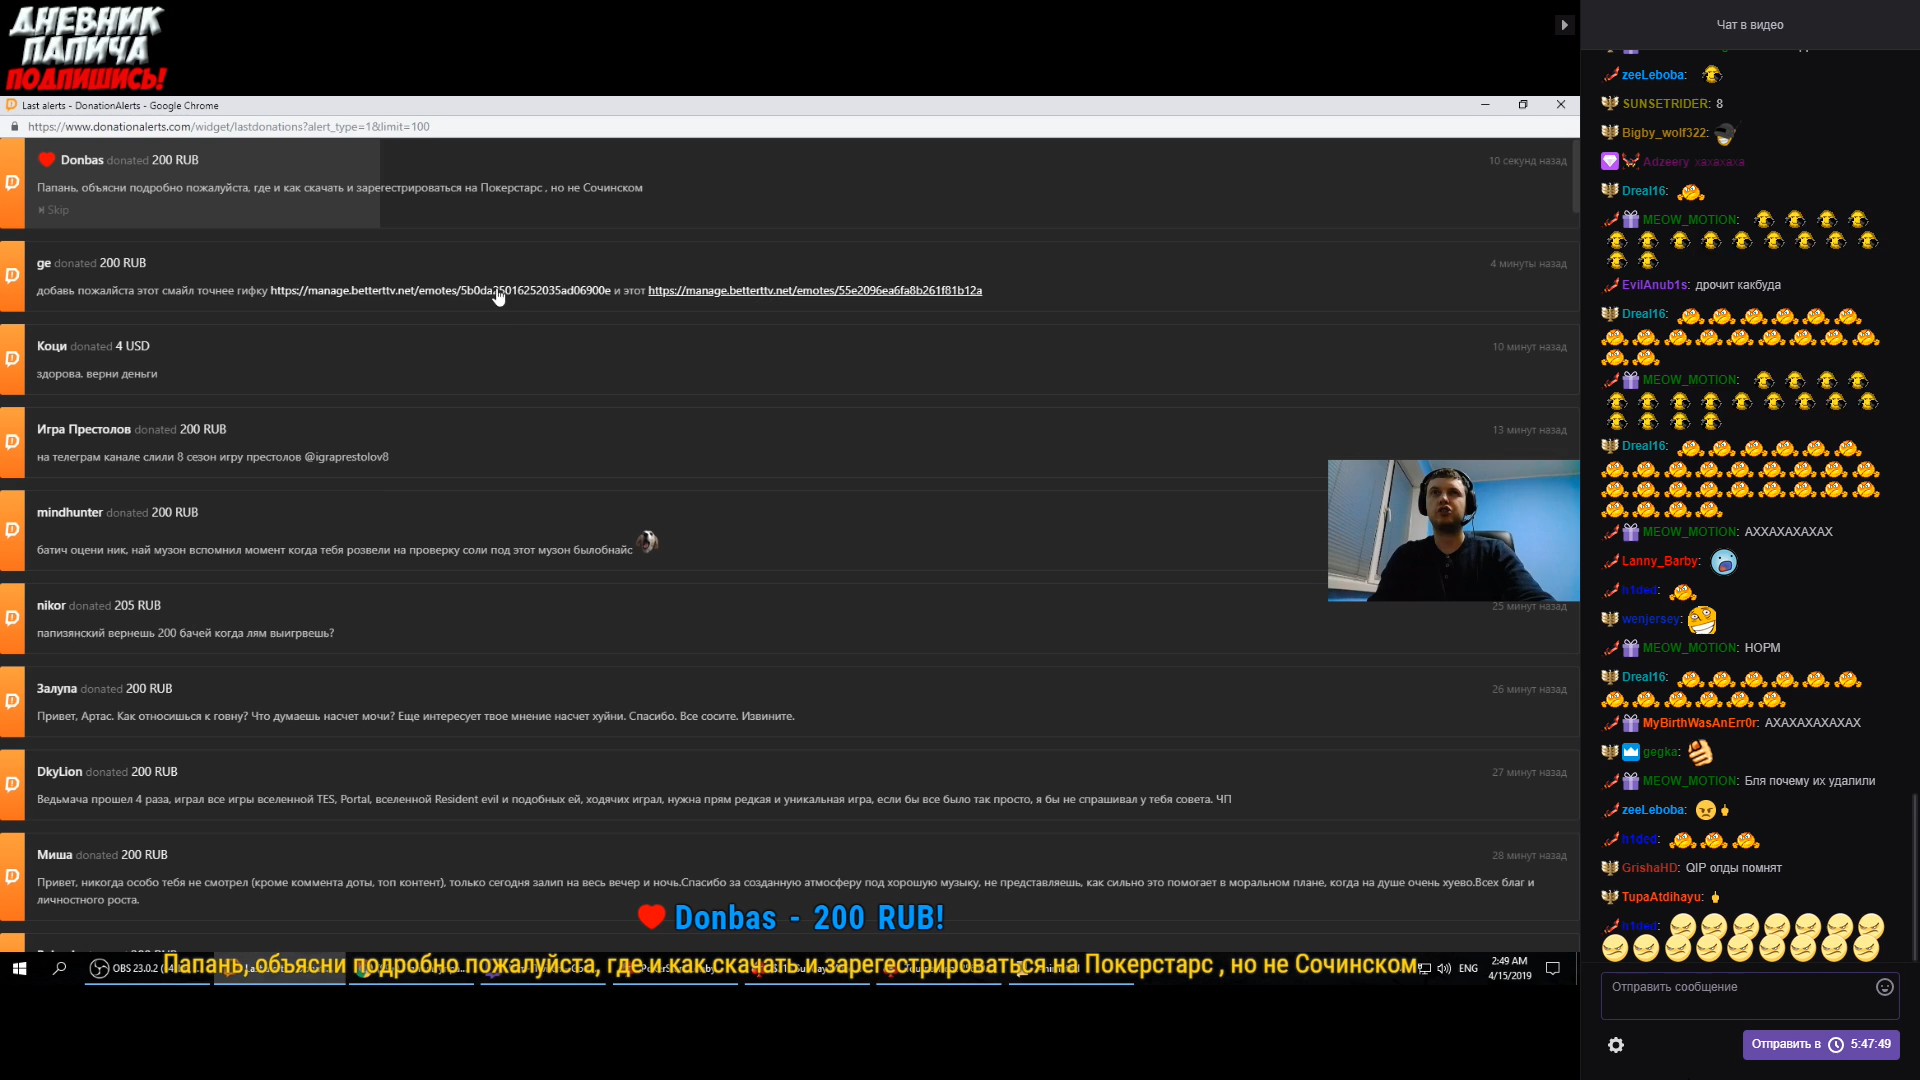 ДНЕВНИК
ПАПИЧА
ПОДПИШИСЬ!
Last alerts - DonationAlerts - Google Chrome
https://www.donationalerts.com/widget/lastdonations?alert_type=1&limit=100
Donbas donated 200 RUB
10 секунд назад
Папань, объясни подробно пожалуйста, где и как скачать и зарегестрироваться на Покерстарс , но не Сочинском
Skip
ge donated 200 RUB
4 минуты назад
добавь пожалйста этот смайл точнее гифку https://manage.betterttv.net/emotes/5b0da25016252035ad06900e и этот https://manage.betterttv.net/emotes/55e2096ea6fa8b261f81b12a
Коци donated 4 USD
10 минут назад
здорова. верни деньги
Игра Престолов donated 200 RUB
13 минут назад
на телеграм канале слили 8 сезон игру престолов @igraprestolov8
mindhunter donated 200 RUB
батич оцени ник, най музон вспомнил момент когда тебя розвели на проверку соли под этот музон былобнайс
nikor donated 205 RUB
25 минут назад
папизянский вернешь 200 бачей когда лям выигрвешь?
Залупа donated 200 RUB
26 минут назад
Привет, Артас. Как относишься к говну? Что думаешь насчет мочи? Еще интересует твое мнение насчет хуйни. Спасибо. Все сосите. Извините.
DkyLion donated 200 RUB
27 минут назад
Ведьмача прошел 4 раза, играл все игры вселенной TES, Portal, вселенной Resident evil и подобных ей, ходячих играл, нужна прям редкая и уникальная игра, если бы все было так просто, я бы не спрашивал у тебя совета. ЧП
Миша donated 200 RUB
28 минут назад
Привет, никогда особо тебя не смотрел (кроме коммента доты, топ контент), только сегодня залип на весь вечер и ночь.Спасибо за созданную атмосферу под хорошую музыку, не представляешь, как сильно это помогает в моральном плане, когда на душе очень хуево.Всех благ и
личностного роста.
Donbas - 200 RUB!
Папань, объясни подробно пожалуйста, где и как скачать и зарегестрироваться на Покерстарс , но не Сочинском
OBS 23.0.2
ENG
2:49 AM
4/15/2019
Чат в видео
zeeLeboba:
SUNSETRIDER: 8
Bigby_wolf322:
Adzeery хахахаха
Dreal16:
MEOW_MOTION:
EvilAnub1s: дрочит какбуда
Dreal16:
MEOW_MOTION:
Dreal16:
MEOW_MOTION: АХХАХАХАХАХ
Lanny_Barby:
h1ded:
wenjersey:
MEOW_MOTION: НОРМ
Dreal16:
MyBirthWasAnErr0r: АХАХАХАХАХАХ
gegka:
MEOW_MOTION: Бля почему их удалили
zeeLeboba:
h1ded:
GrishaHD: QIP олды помнят
TupaAtdihayu:
h1ded:
Отправить сообщение
Отправить в 5:47:49